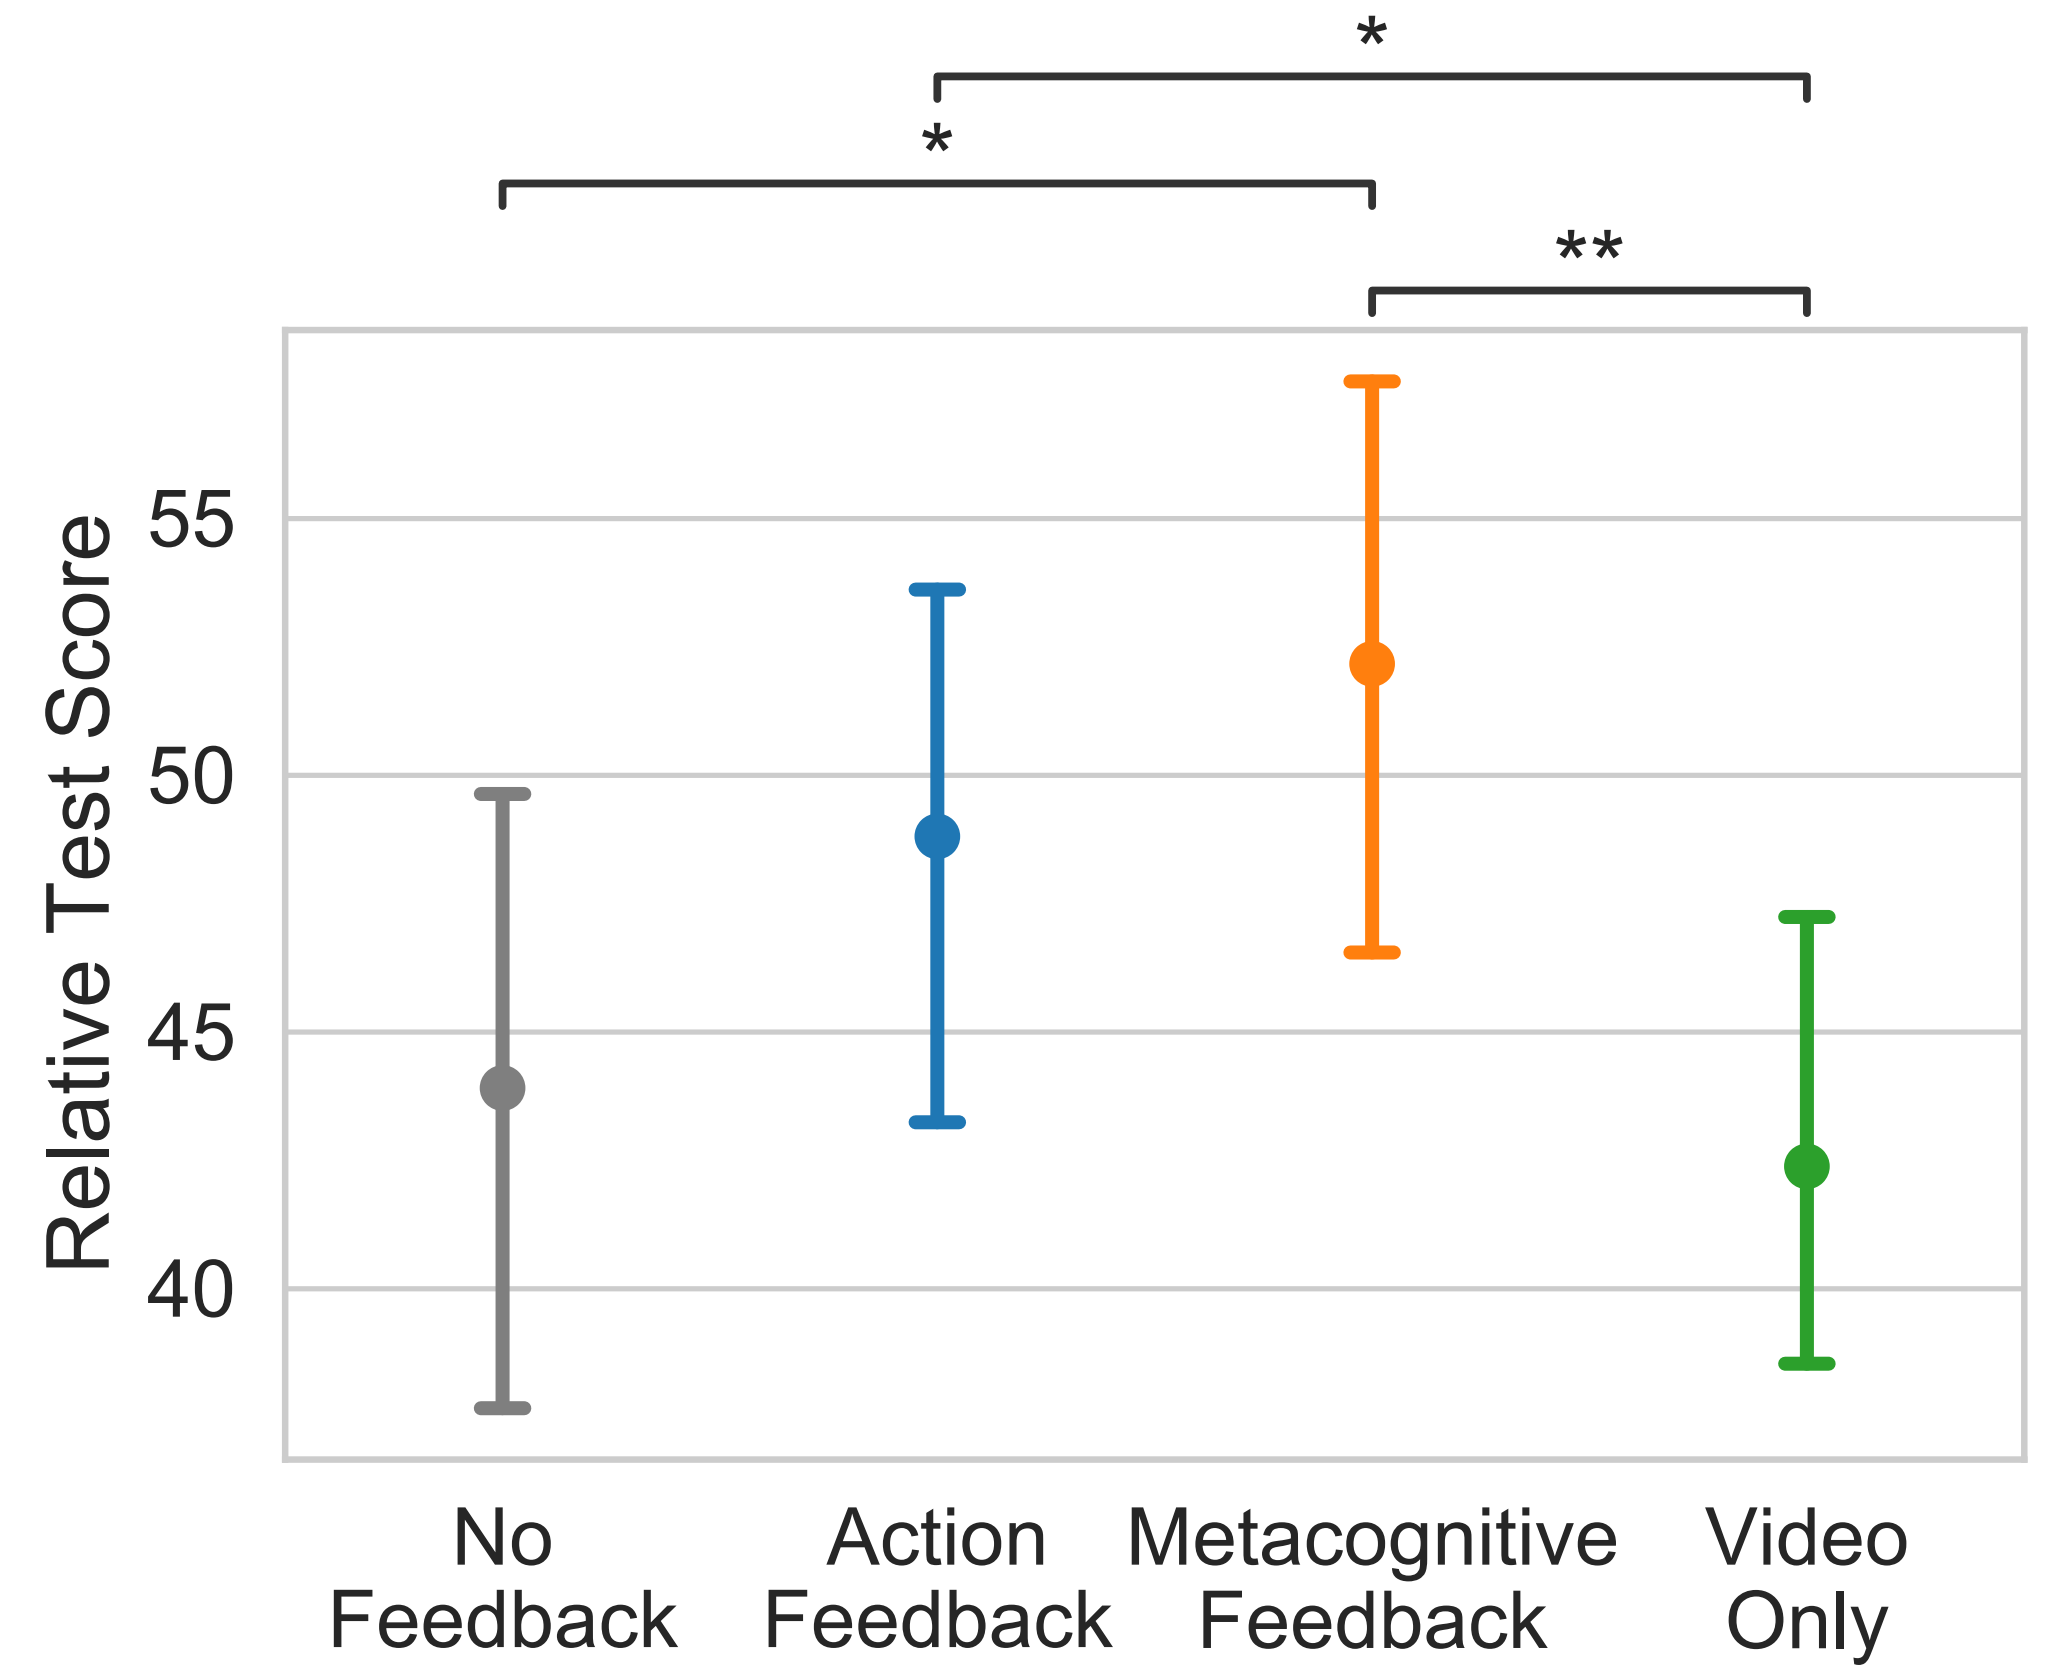 *
*
**
Relative Test Score
55
50
45
40
No
Feedback
Action
Feedback
Metacognitive
Feedback
Video
Only